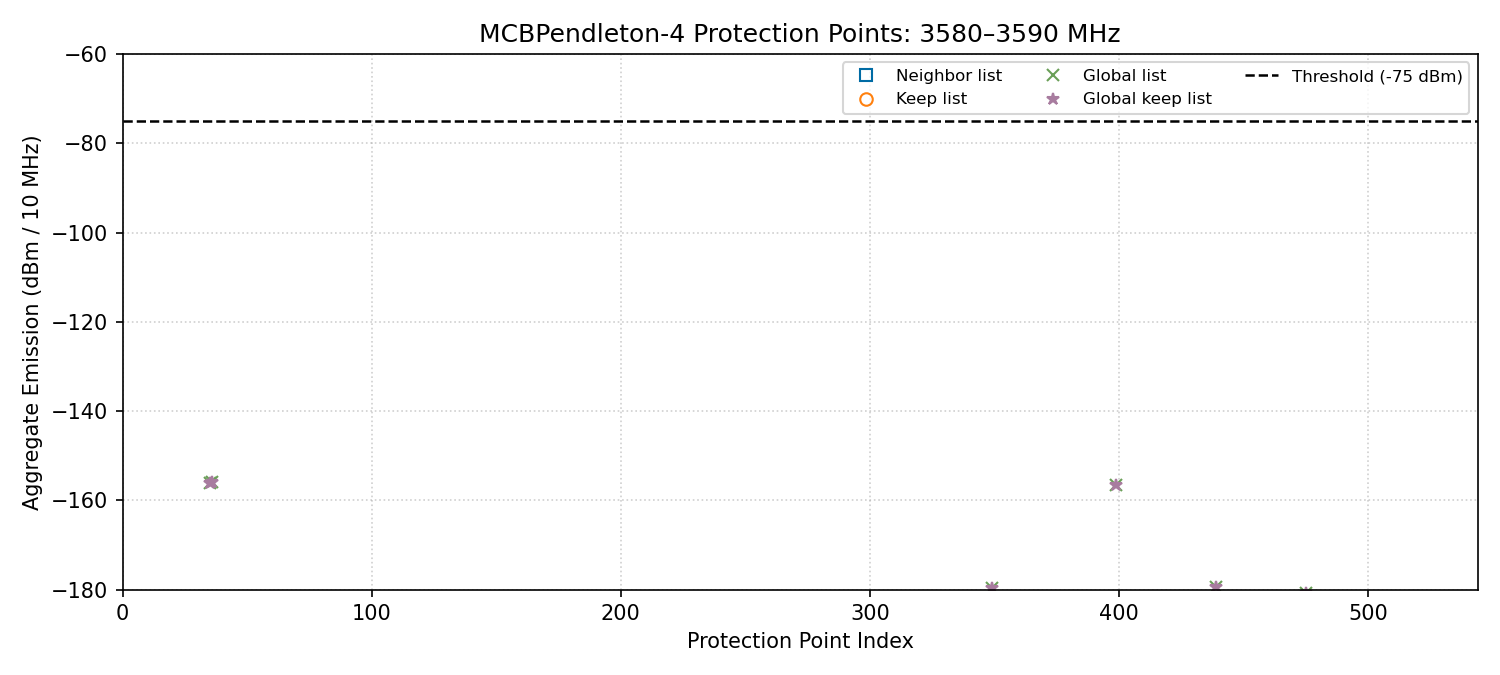 MCBPendleton-4 Protection Points: 3580–3590 MHz
Neighbor list
Keep list
Global list
Global keep list
Threshold (-75 dBm)
Aggregate Emission (dBm / 10 MHz)
−60
−80
−100
−120
−140
−160
−180
0 100 200 300 400 500
Protection Point Index